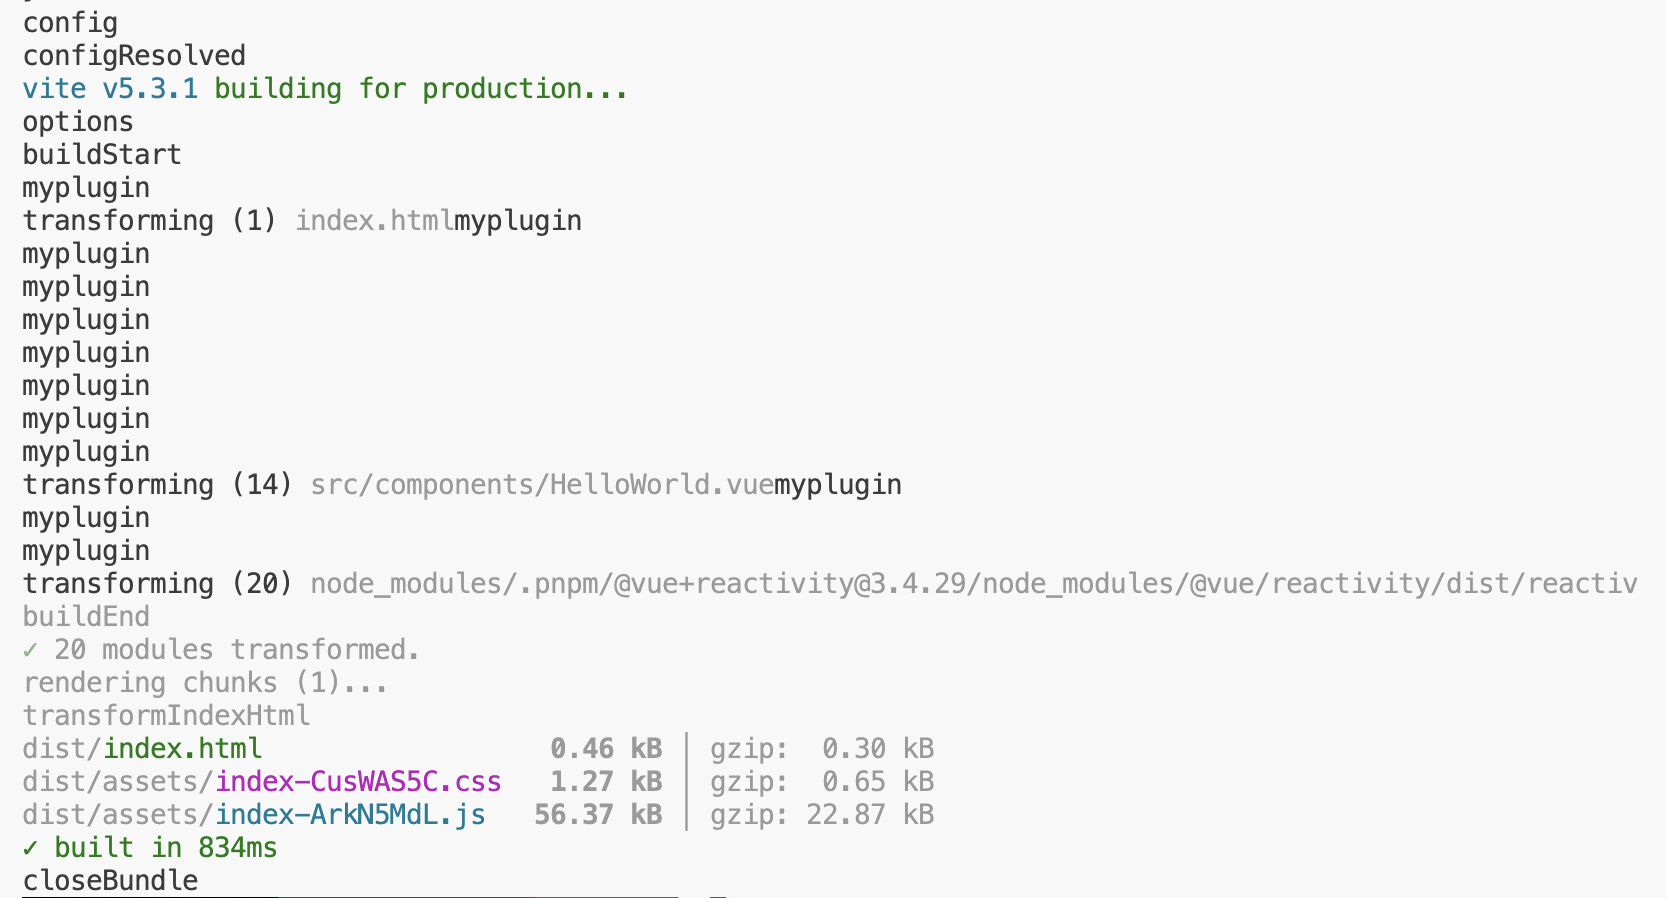 config
configResolved
vite v5.3.1 building for production...
options
buildStart
myplugin
transforming (1) index.htmlmyplugin
myplugin
myplugin
myplugin
myplugin
myplugin
myplugin
myplugin
transforming (14) src/components/HelloWorld.vuemyplugin
myplugin
myplugin
transforming (20) node_modules/.pnpm/@vue+reactivity@3.4.29/node_modules/@vue/reactivity/dist/reactiv
buildEnd
✓ 20 modules transformed.
rendering chunks (1)...
transformIndexHtml
dist/index.html 0.46 kB │ gzip: 0.30 kB
dist/assets/index-CusWAS5C.css 1.27 kB │ gzip: 0.65 kB
dist/assets/index-ArkN5MdL.js 56.37 kB │ gzip: 22.87 kB
✓ built in 834ms
closeBundle